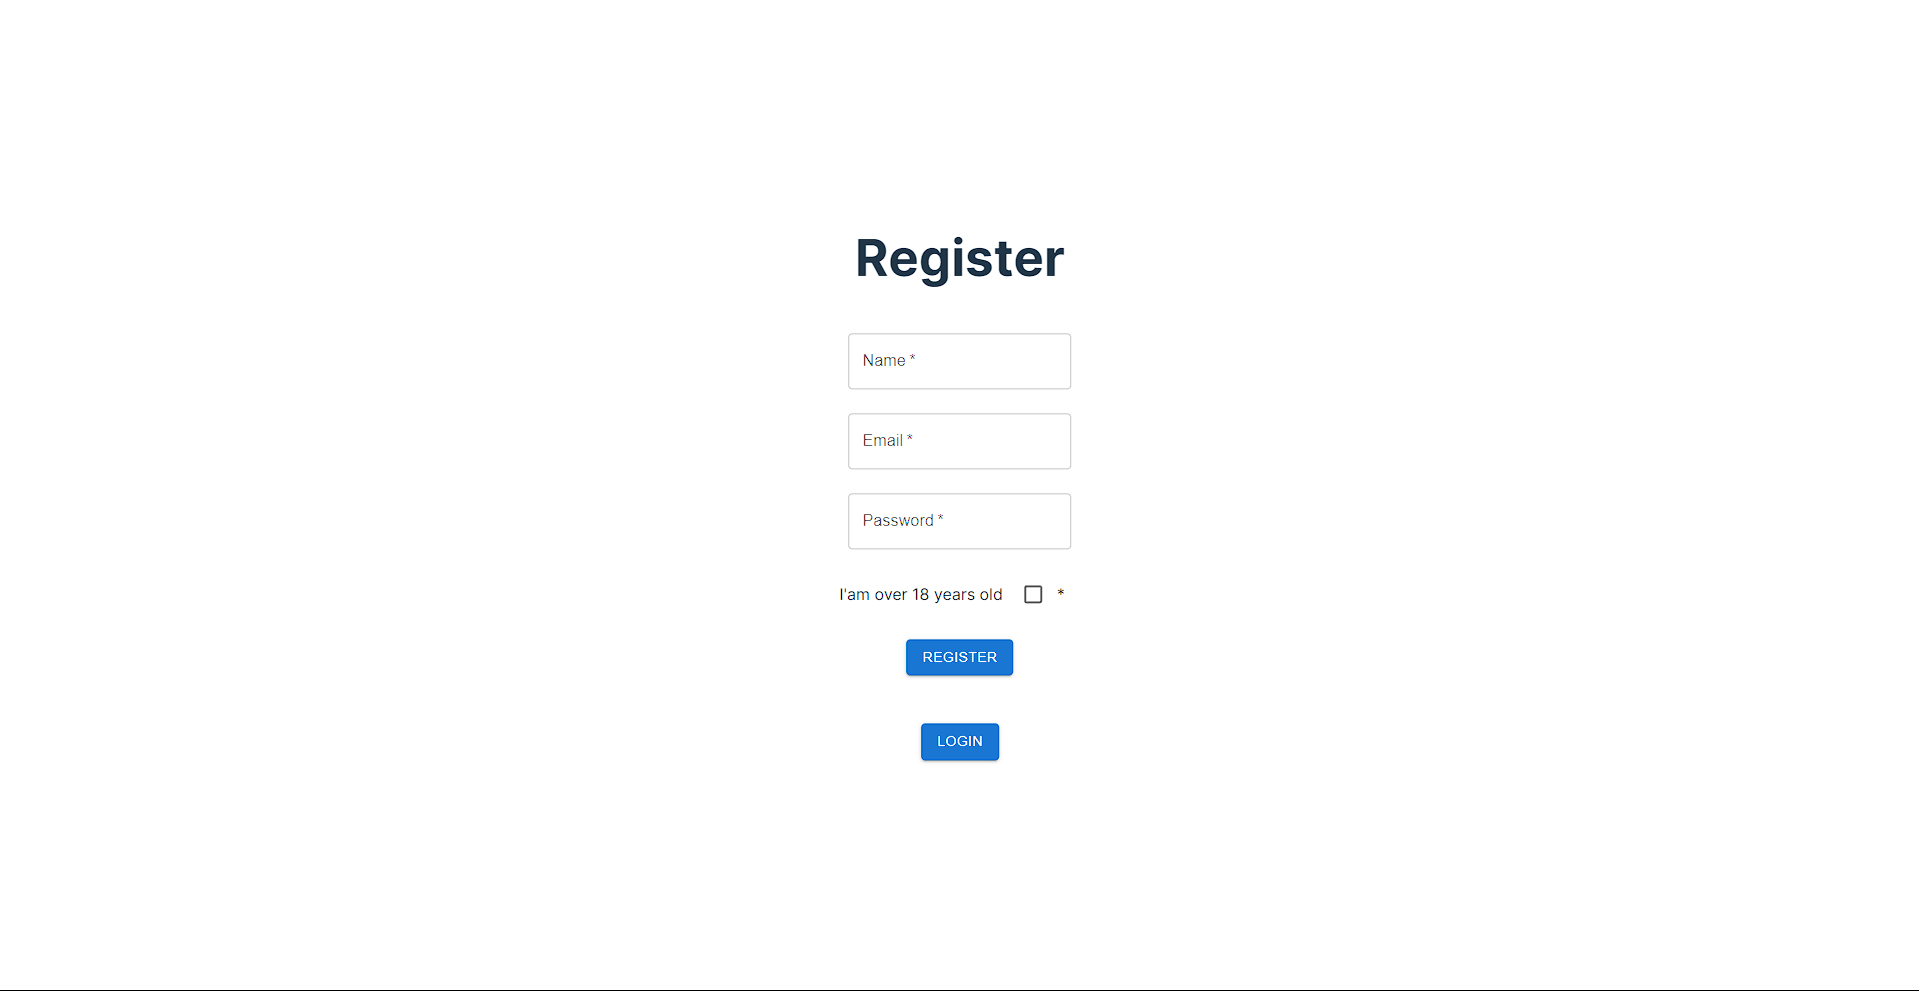 Register
Name *
Email *
Password *
I'am over 18 years old *
REGISTER
LOGIN